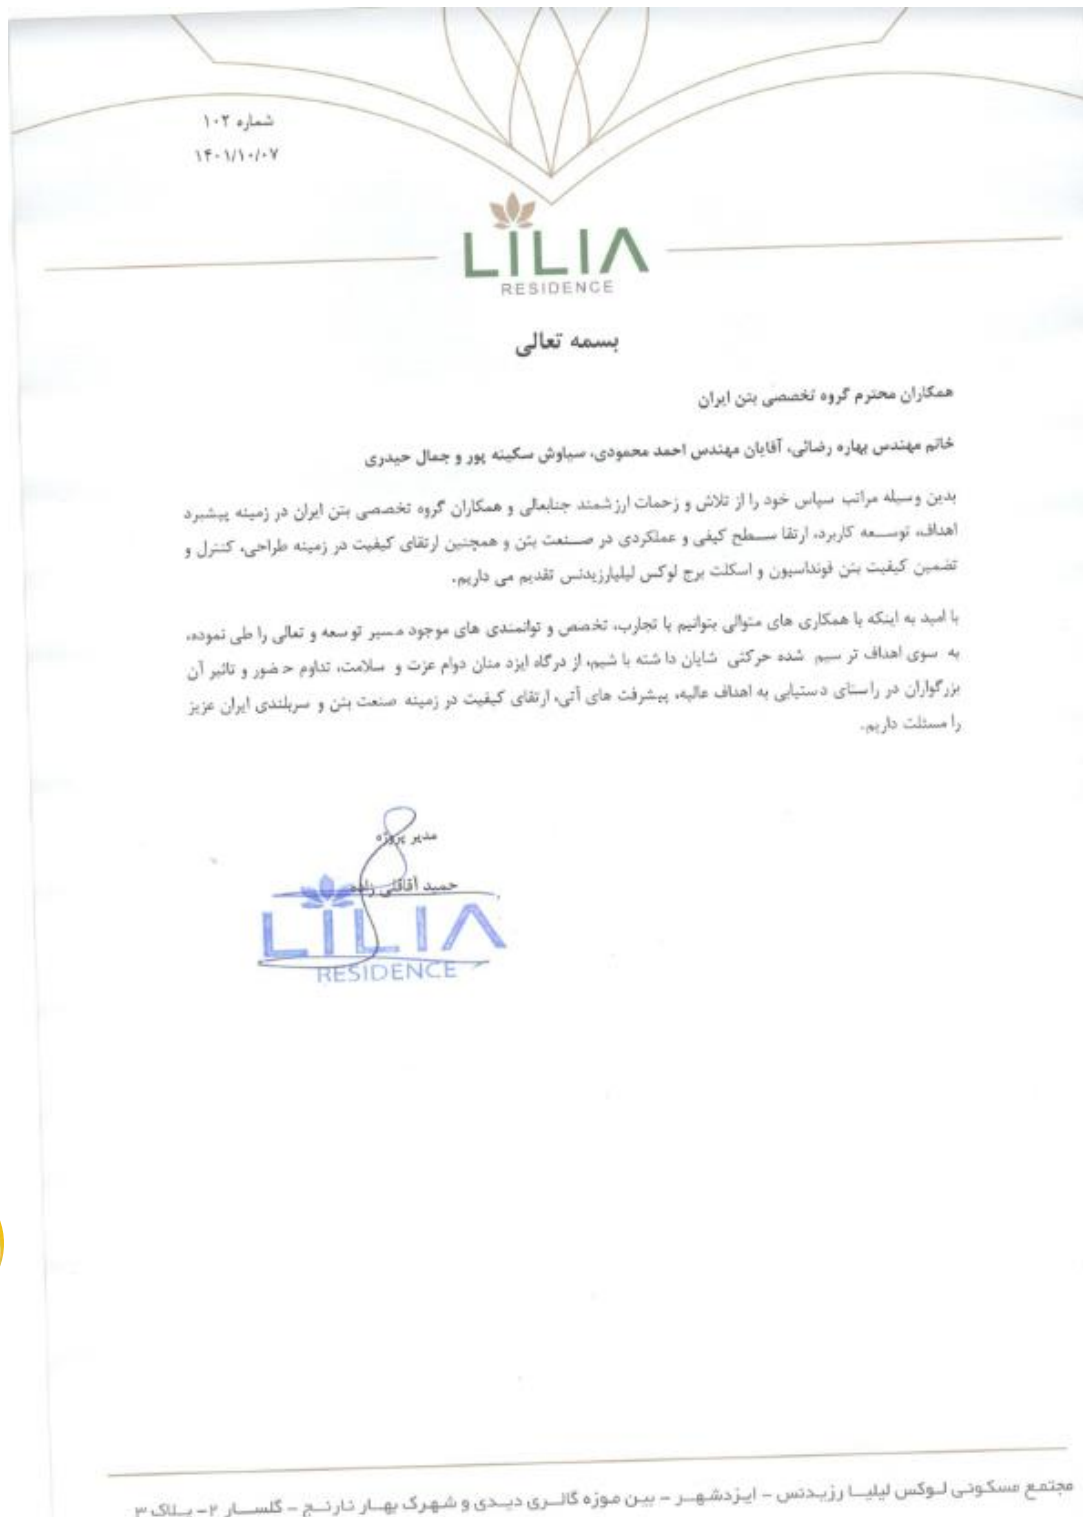 شماره ۱۰۲
۱۴۰۱/۱۰/۰۷
LILIA
RESIDENCE
بسمه تعالی
همکاران محترم گروه تخصصی بتن ایران
خانم مهندس بهاره رضائی، آقایان مهندس احمد محمودی، سیاوش سکینه پور و جمال حیدری
بدین وسیله مراتب سپاس خود را از تلاش و زحمات ارزشمند جنابعالی و همکاران گروه تخصصی بتن ایران در زمینه پیشبرد
اهداف، توسعه کاربرد، ارتقا سطح کیفی و عملکردی در صنعت بتن و همچنین ارتقای کیفیت در زمینه طراحی، کنترل و
تضمین کیفیت بتن فونداسیون و اسکلت برج لوکس لیلیارزیدنس تقدیم می داریم.
با امید به اینکه با همکاری های متوالی بتوانیم با تجارب، تخصص و توانمندی های موجود مسیر توسعه و تعالی را طی نموده،
به سوی اهداف ترسیم شده حرکتی شایان داشته باشیم، از درگاه ایزد منان دوام عزت و سلامت، تداوم حضور و تاثیر آن
بزرگواران در راستای دستیابی به اهداف عالیه، پیشرفت های آتی، ارتقای کیفیت در زمینه صنعت بتن و سربلندی ایران عزیز
را مسئلت داریم.
مدیر پروژه
حمید آقاقلی زاده
LILIA
RESIDENCE
مجتمع مسکونی لوکس لیلیا رزیدنس – ایزدشهر – بین موزه گالری دیدی و شهرک بهار نارنج – گلسار ۲– پلاک ۳